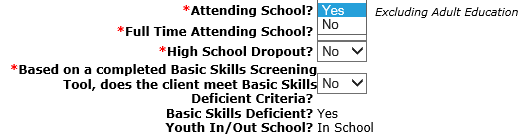 *Attending School? Yes Excluding Adult Education
*Full Time Attending School? No
*High School Dropout? No
*Based on a completed Basic Skills Screening
Tool, does the client meet Basic Skills No
Deficient Criteria?
Basic Skills Deficient? Yes
Youth In/Out School? In School